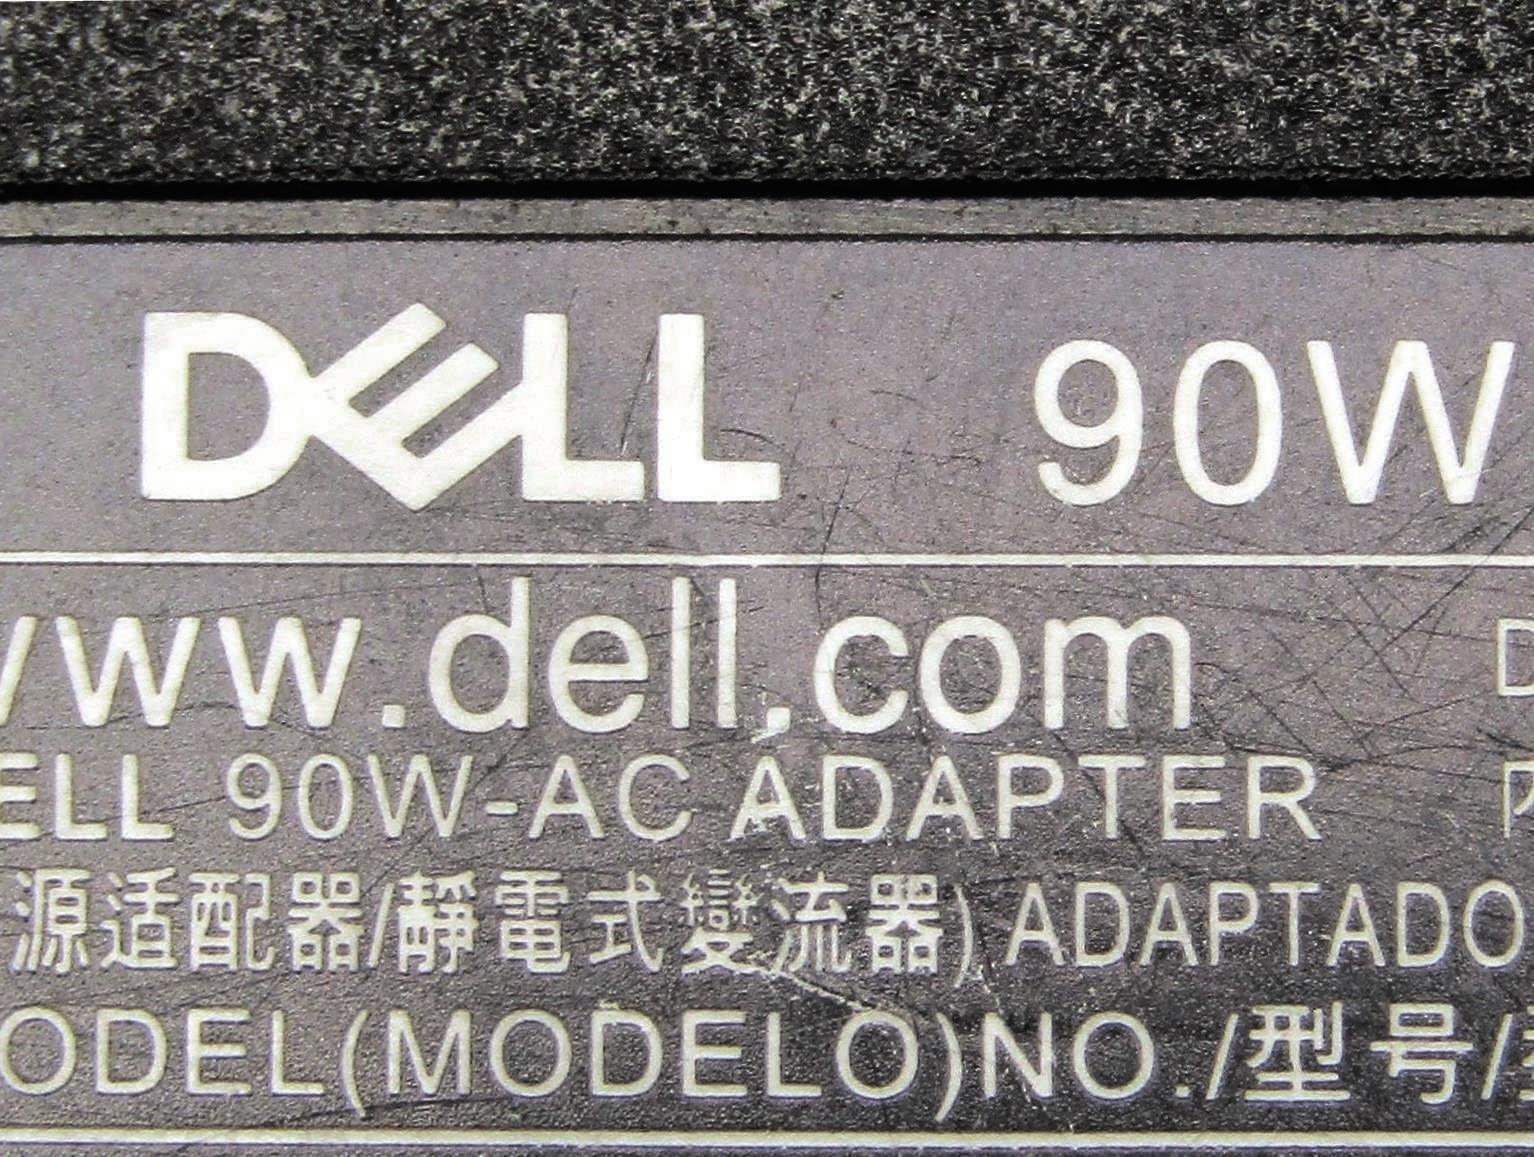 DELL 90W
www.dell.com D
ELL 90W-AC ADAPTER 内
源适配器/靜電式變流器) ADAPTADO
ODEL(MODELO)NO./型号/